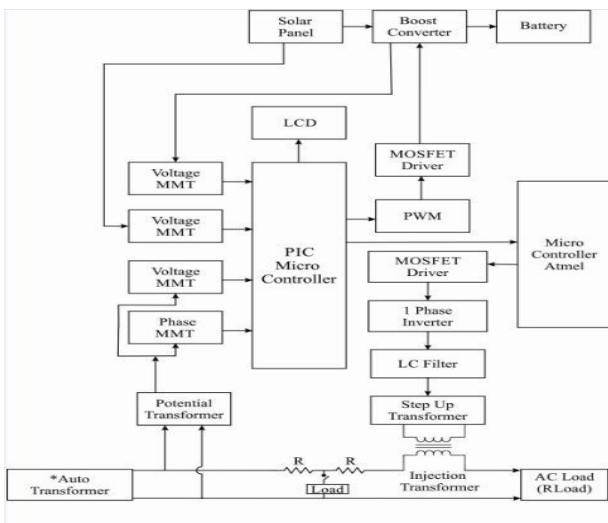 Solar
Panel
Boost
Converter
Battery
LCD
Voltage
MMT
MOSFET
Driver
Voltage
MMT
PWM
PIC
Micro
Controller
Micro
Controller
Atmel
Voltage
MMT
MOSFET
Driver
Phase
MMT
1 Phase
Inverter
LC Filter
Potential
Transformer
Step Up
Transformer
R
R
*Auto
Transformer
Load
Injection
Transformer
AC Load
(RLoad)